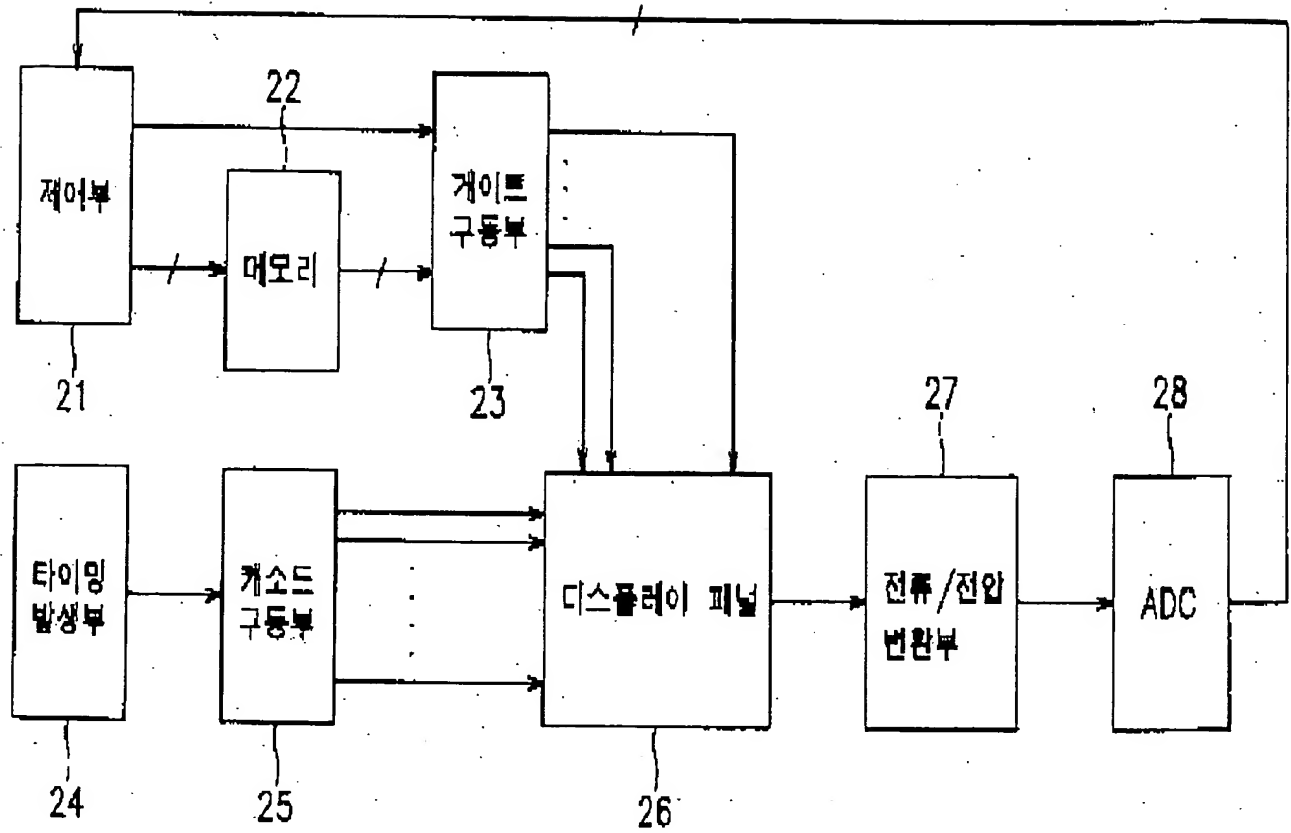 22
제어부
메모리
게이트
구동부
21
23
27
28
타이밍
발생부
캐소드
구동부
디스플레이 패널
전류/전압
변환부
ADC
24
25
26